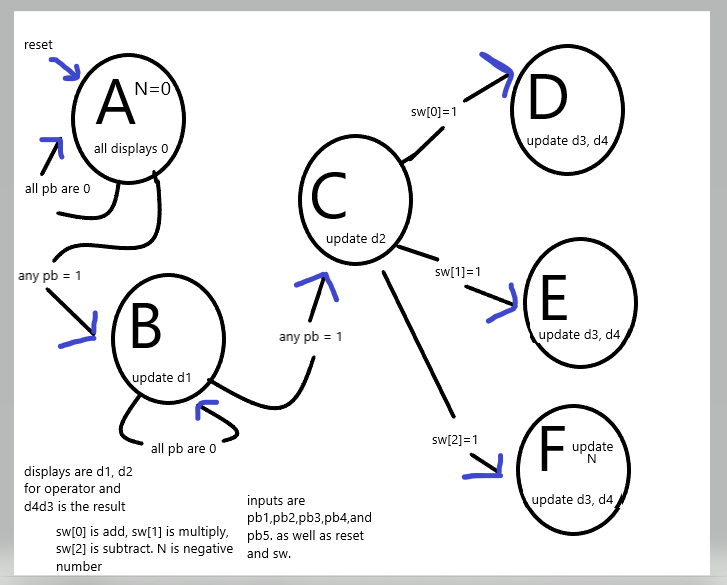 reset
A N=0
all displays 0
all pb are 0
any pb = 1
B
update d1
all pb are 0
any pb = 1
C
update d2
sw[0]=1
D
update d3, d4
sw[1]=1
E
update d3, d4
sw[2]=1
F update
N
update d3, d4
displays are d1, d2
for operator and
d4d3 is the result
sw[0] is add, sw[1] is multiply,
sw[2] is subtract. N is negative
number
inputs are
pb1,pb2,pb3,pb4,and
pb5. as well as reset
and sw.